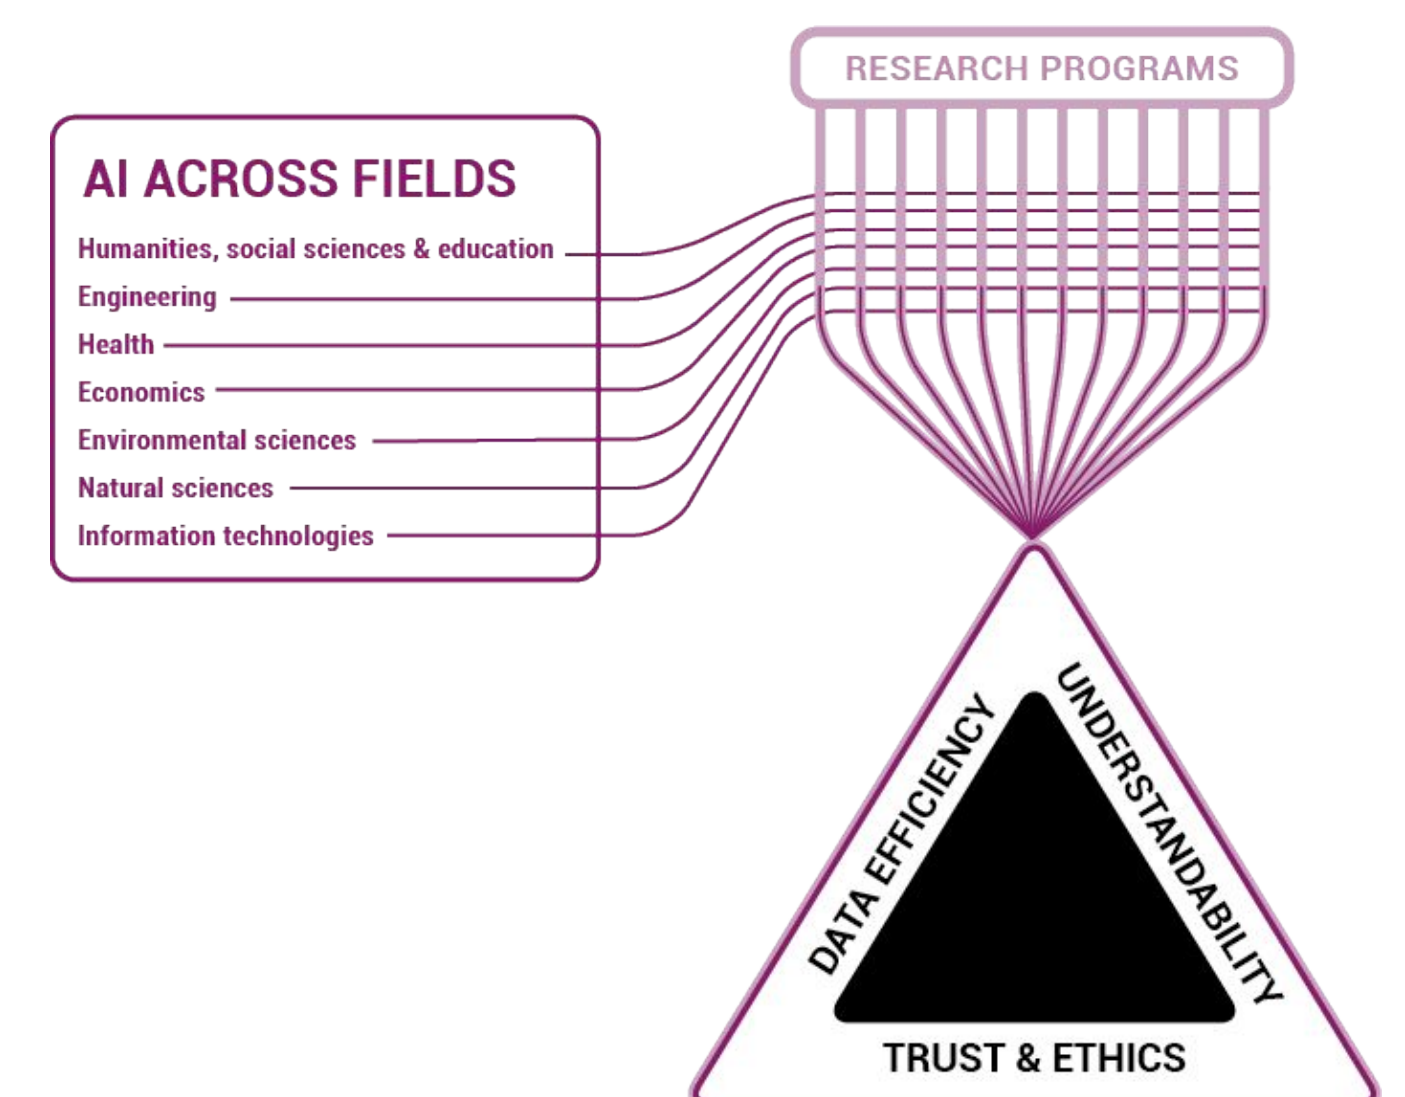 RESEARCH PROGRAMS
AI ACROSS FIELDS
Humanities, social sciences & education
Engineering
Health
Economics
Environmental sciences
Natural sciences
Information technologies
DATA EFFICIENCY
UNDERSTANDABILITY
TRUST & ETHICS